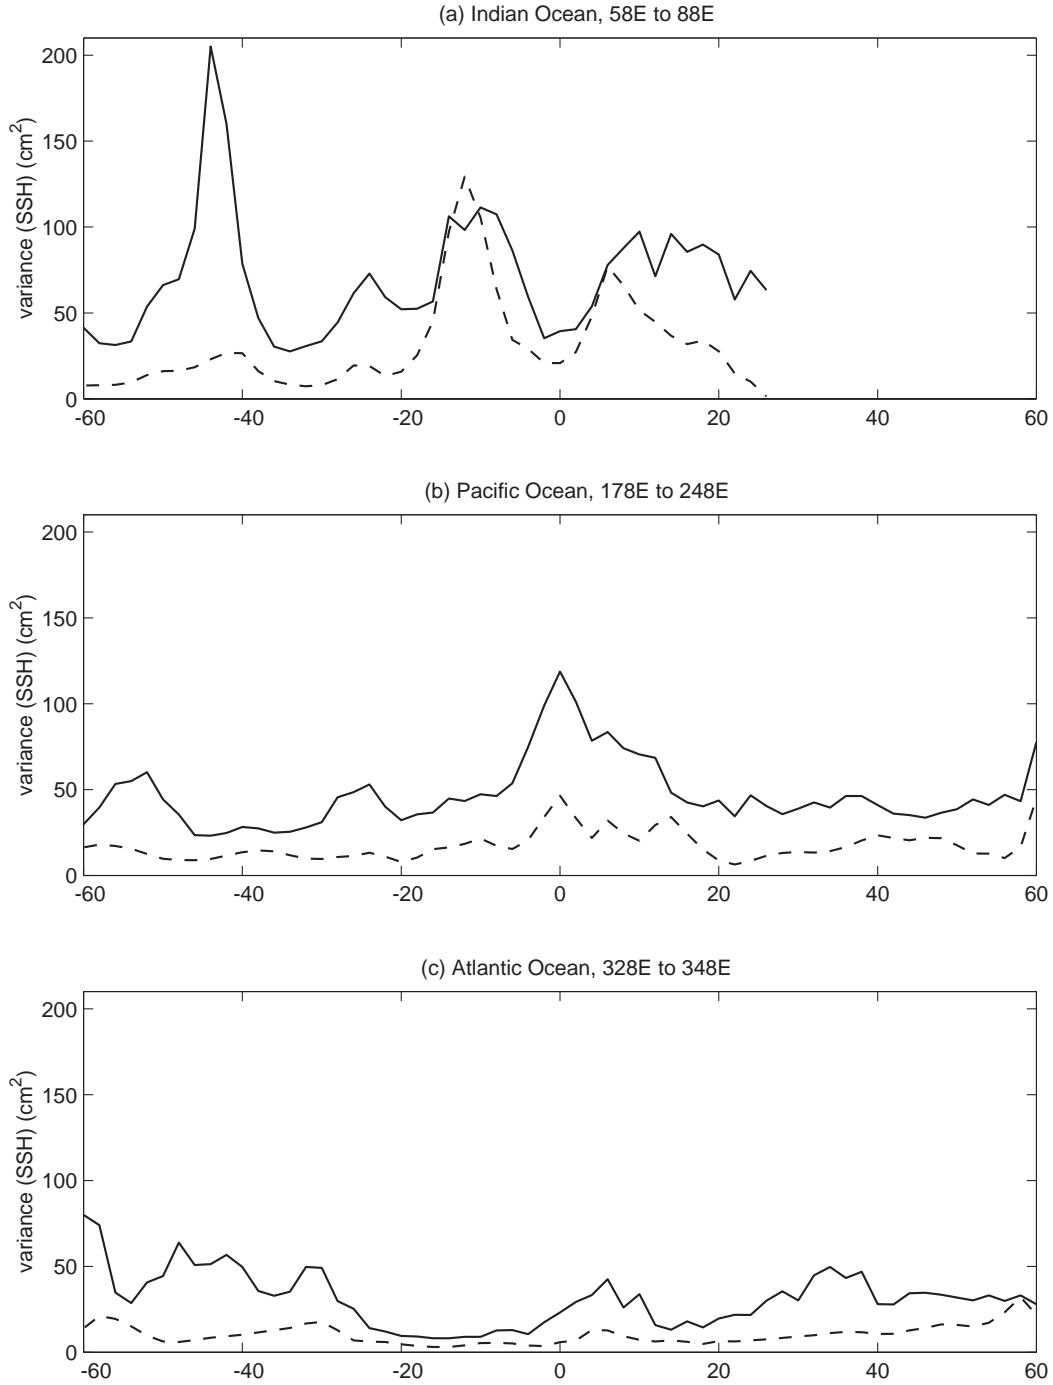 (a) Indian Ocean, 58E to 88E
variance (SSH) (cm²)
200
150
100
50
0
-60 -40 -20 0 20 40 60
(b) Pacific Ocean, 178E to 248E
variance (SSH) (cm²)
200
150
100
50
0
-60 -40 -20 0 20 40 60
(c) Atlantic Ocean, 328E to 348E
variance (SSH) (cm²)
200
150
100
50
0
-60 -40 -20 0 20 40 60